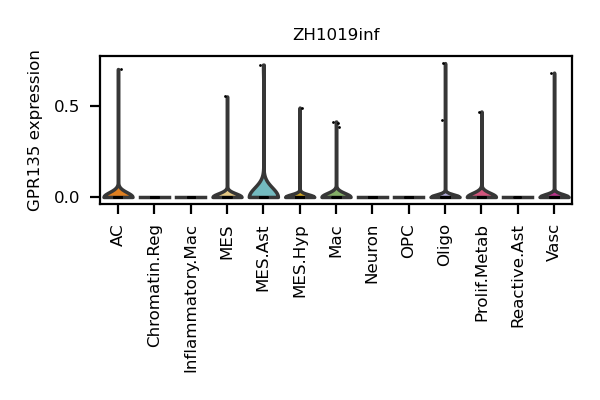 ZH1019inf
GPR135 expression
0.5
0.0
AC
Chromatin.Reg
Inflammatory.Mac
MES
MES.Ast
MES.Hyp
Mac
Neuron
OPC
Oligo
Prolif.Metab
Reactive.Ast
Vasc